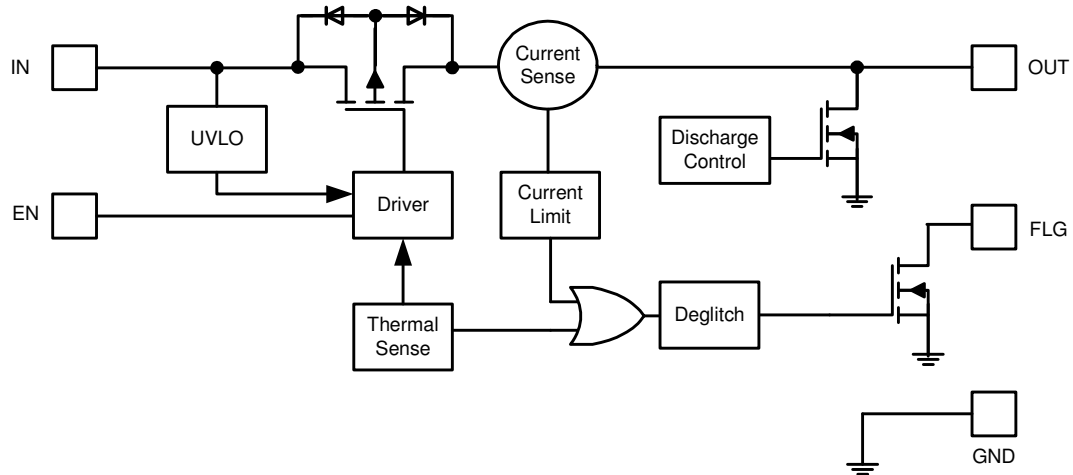 IN
UVLO
EN
Driver
Thermal
Sense
Current
Sense
Current
Limit
Discharge
Control
Deglitch
OUT
FLG
GND